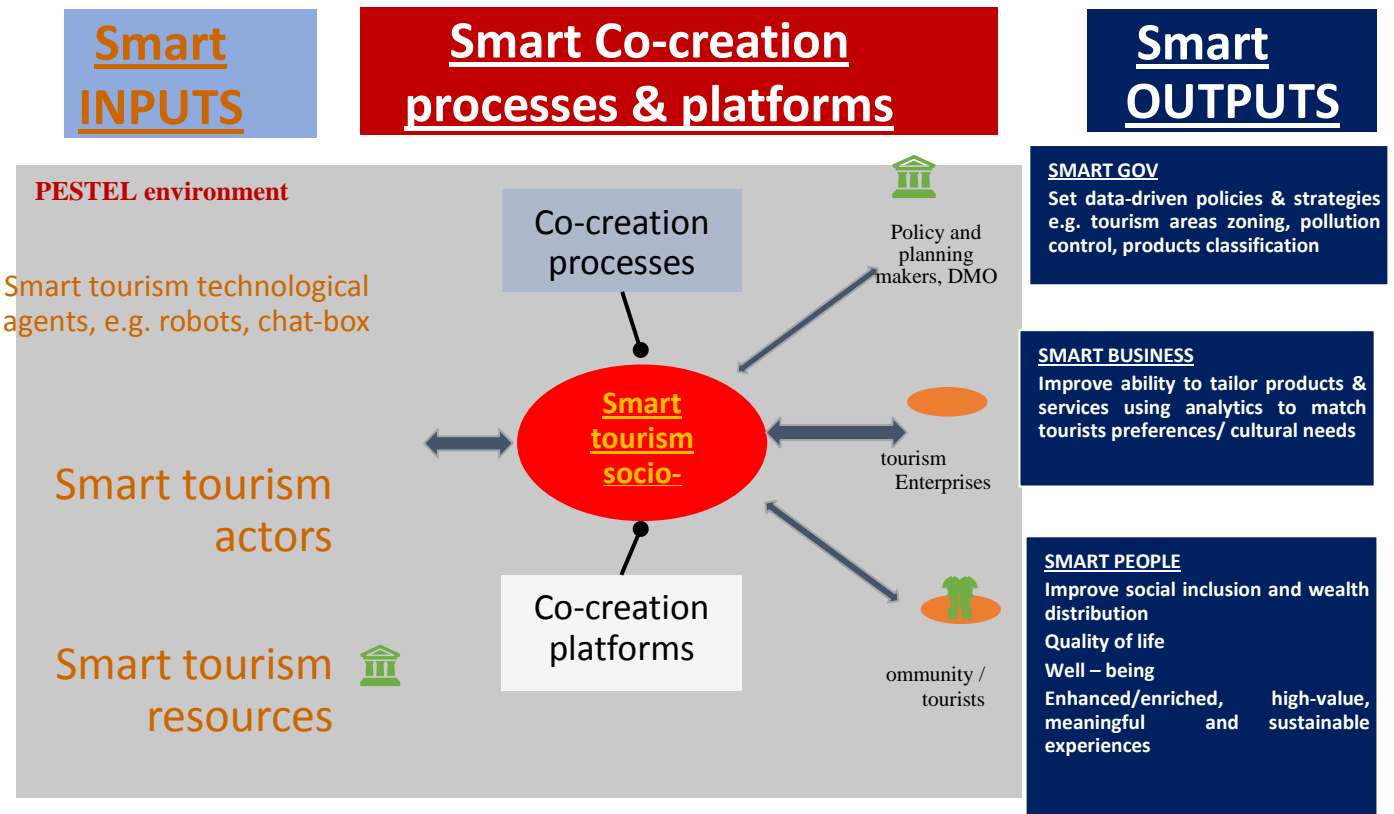 Smart
INPUTS
Smart Co-creation
processes & platforms
Smart
OUTPUTS
PESTEL environment
Smart tourism technological
agents, e.g. robots, chat-box
Smart tourism
actors
Smart tourism
resources
Co-creation
processes
Smart
tourism
socio-
Co-creation
platforms
Policy and
planning
makers, DMO
tourism
Enterprises
ommunity /
tourists
SMART GOV
Set data-driven policies & strategies
e.g. tourism areas zoning, pollution
control, products classification
SMART BUSINESS
Improve ability to tailor products &
services using analytics to match
tourists preferences/ cultural needs
SMART PEOPLE
Improve social inclusion and wealth
distribution
Quality of life
Well – being
Enhanced/enriched, high-value,
meaningful and sustainable
experiences